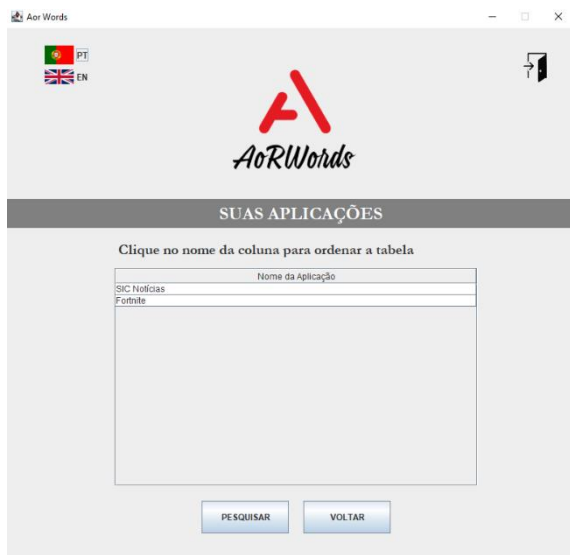 Aor Words
PT
EN
AoRWords
SUAS APLICAÇÕES
Clique no nome da coluna para ordenar a tabela
Nome da Aplicação
SIC Notícias
Fortnite
PESQUISAR VOLTAR